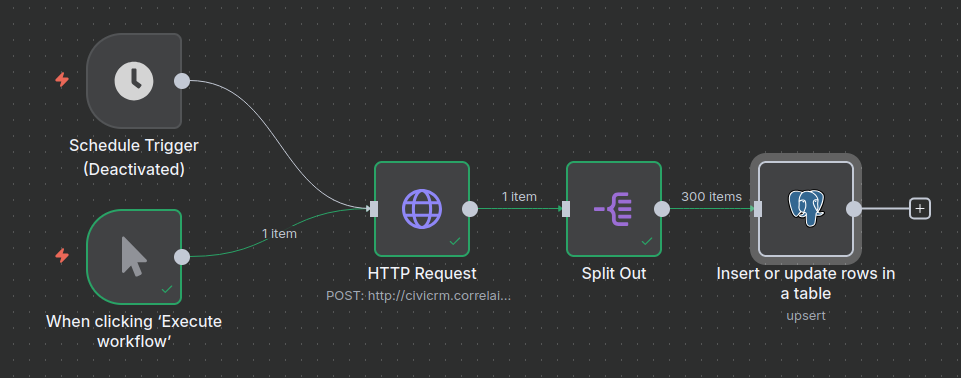 Schedule Trigger
(Deactivated)
1 item
When clicking ‘Execute
workflow’
HTTP Request
POST: http://civicrm.correlai...
1 item
Split Out
300 items
Insert or update rows in
a table
upsert